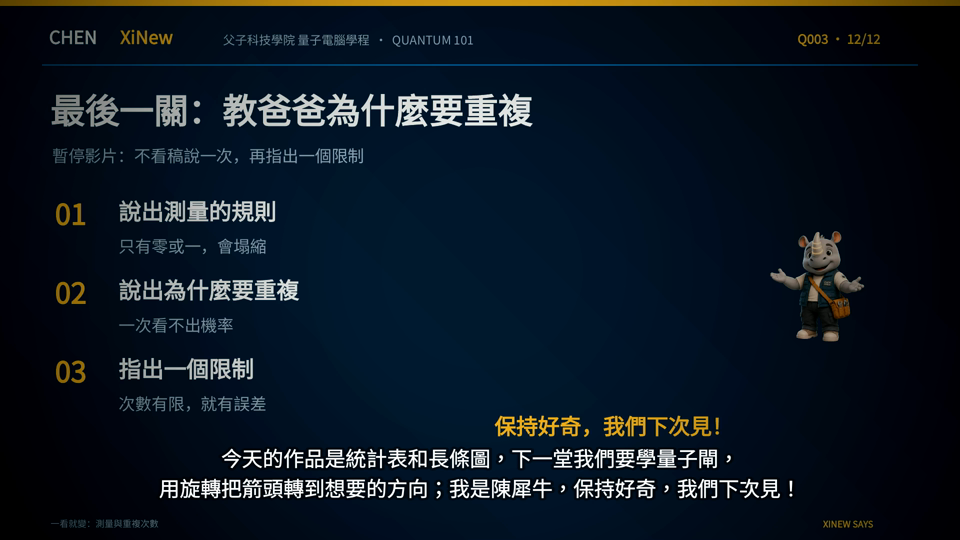 CHEN XiNew 父子科技學院 量子電腦學程 • QUANTUM 101 Q003 • 12/12
最後一關：教爸爸為什麼要重複
暫停影片：不看稿說一次，再指出一個限制
01 說出測量的規則
只有零或一，會塌縮
02 說出為什麼要重複
一次看不出機率
03 指出一個限制
次數有限，就有誤差
保持好奇，我們下次見！
今天的作品是統計表和長條圖，下一堂我們要學量子閘，
用旋轉把箭頭轉到想要的方向；我是陳犀牛，保持好奇，我們下次見！
一看就變：測量與重複次數 XINEW SAYS